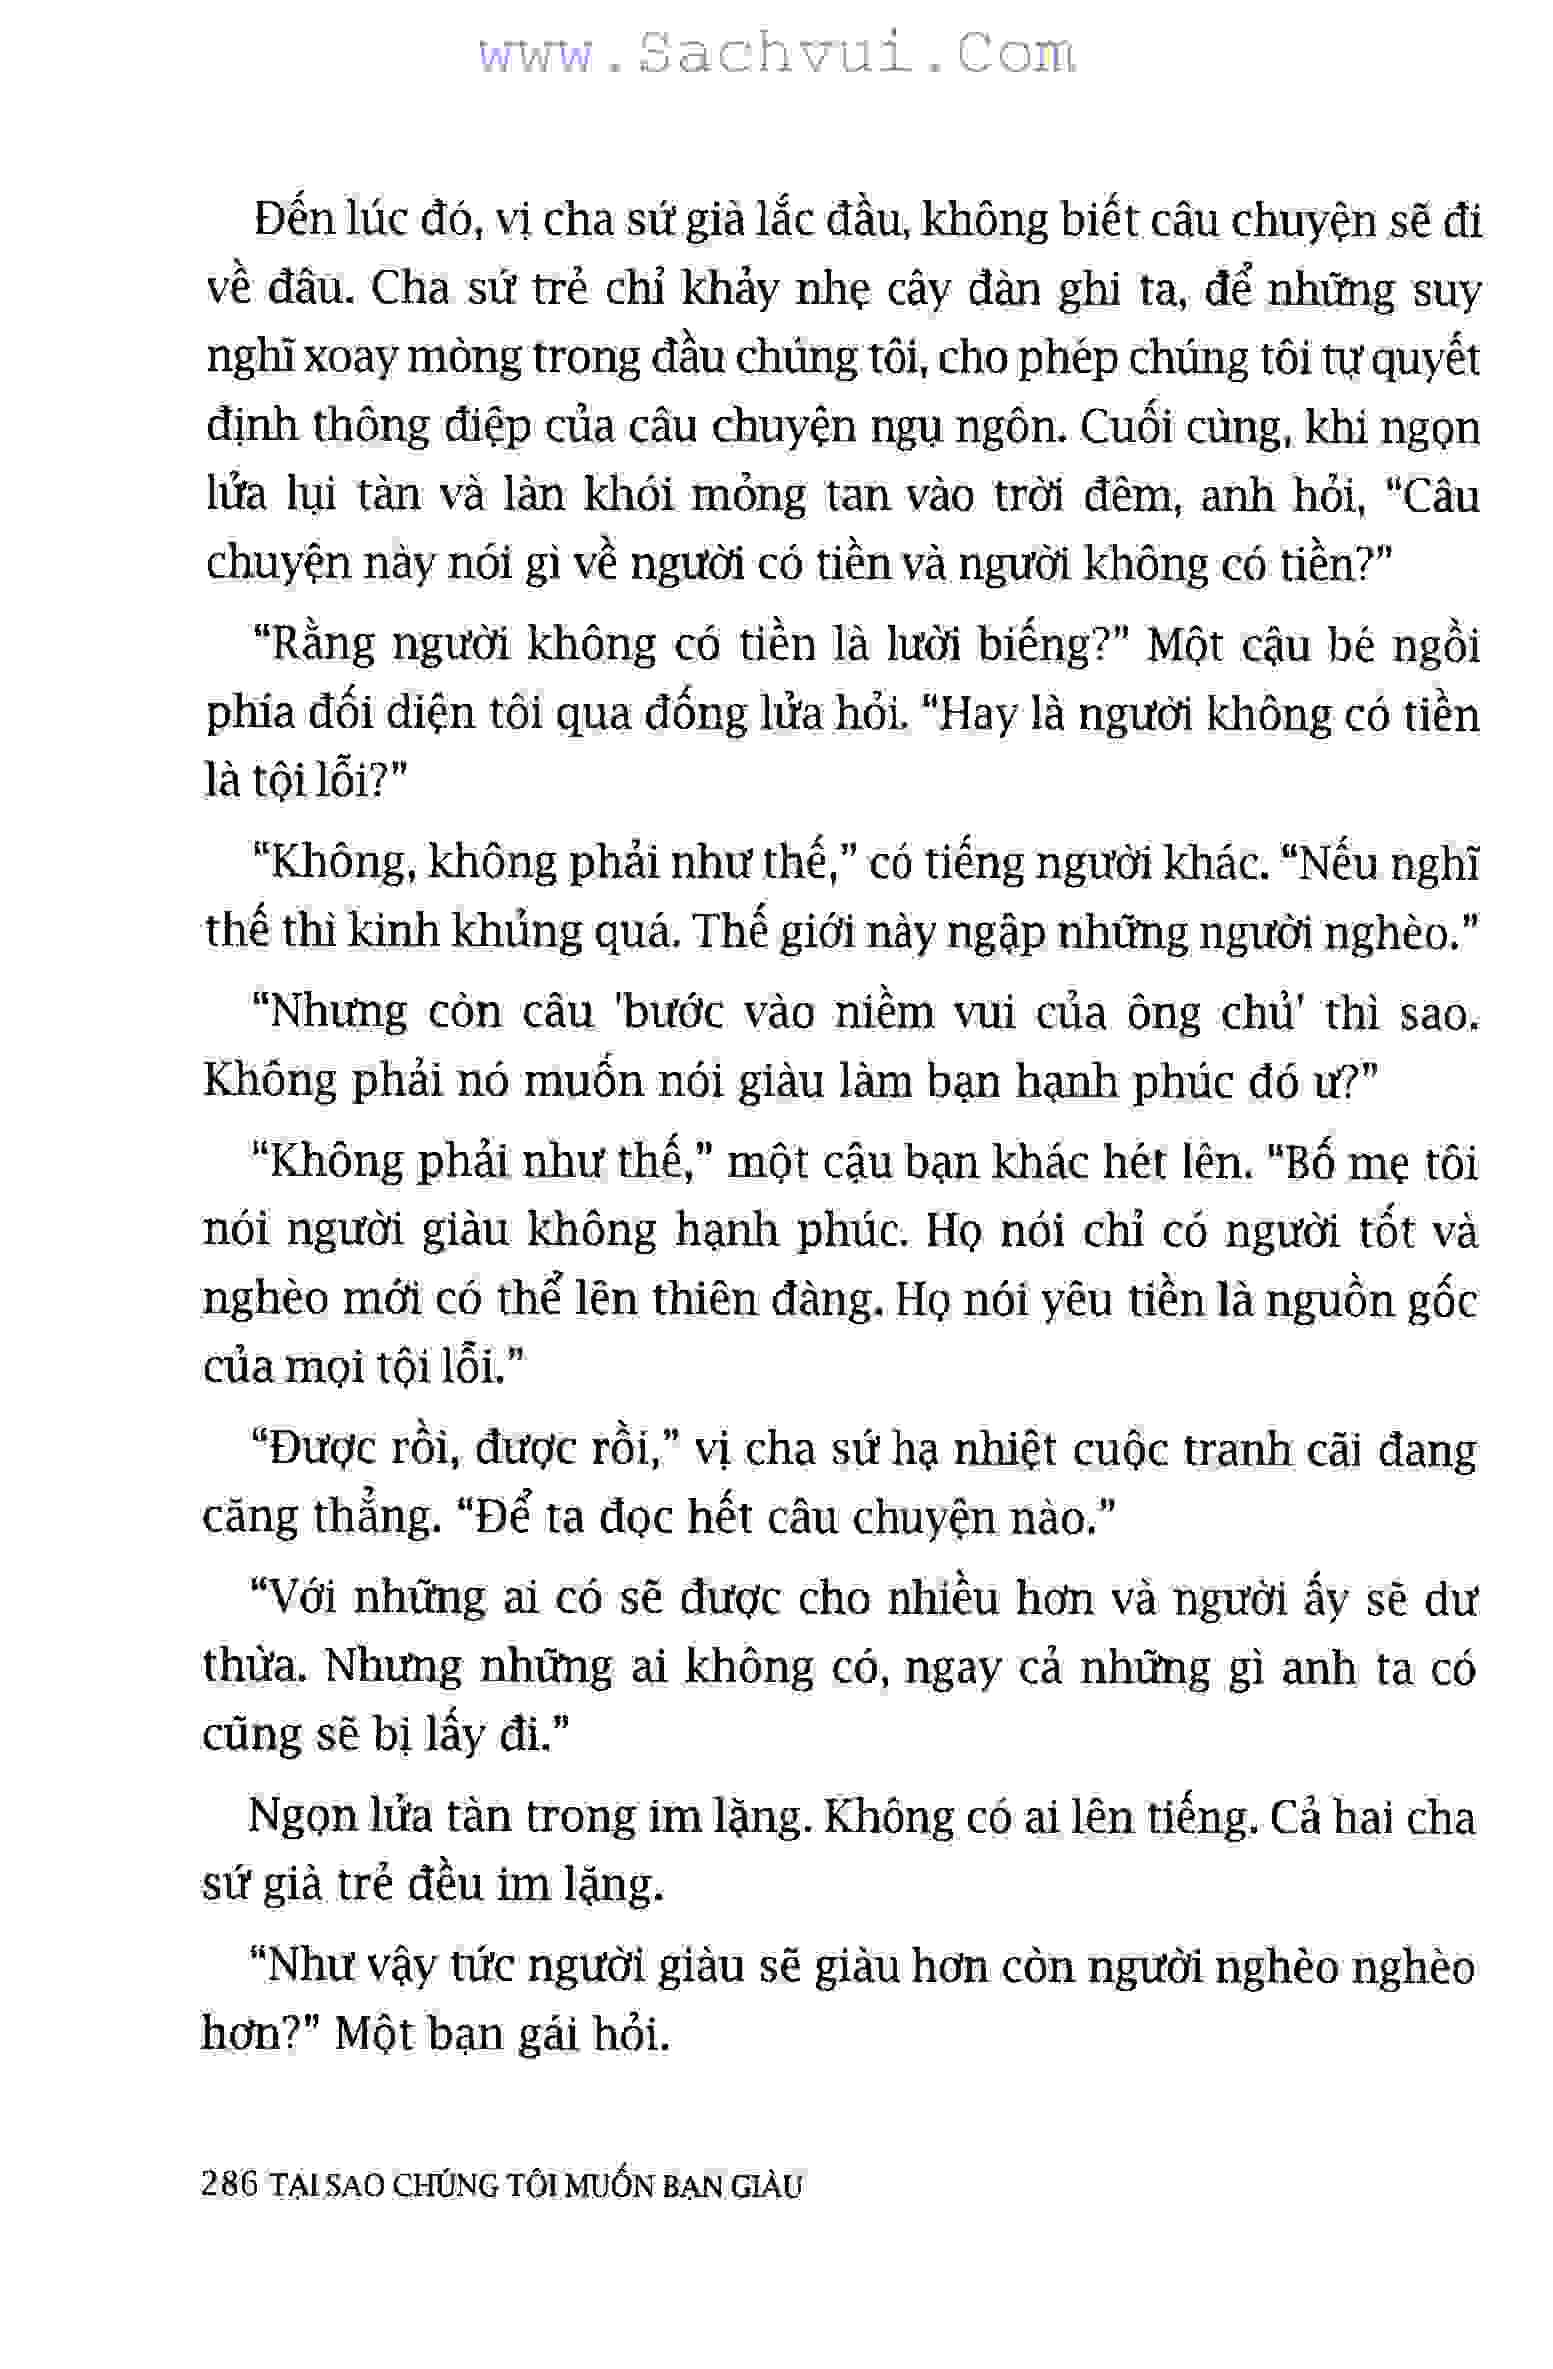 www.Sachvui.Com
Đến lúc đó, vị cha sứ già lắc đầu, không biết câu chuyện sẽ đi
về đâu. Cha sứ trẻ chỉ khảy nhẹ cây đàn ghi ta, để những suy
nghĩ xoay mòng trong đầu chúng tôi, cho phép chúng tôi tự quyết
định thông điệp của câu chuyện ngụ ngôn. Cuối cùng, khi ngọn
lửa lụi tàn và làn khói mỏng tan vào trời đêm, anh hỏi, “Câu
chuyện này nói gì về người có tiền và người không có tiền?”
“Rằng người không có tiền là lười biếng?” Một cậu bé ngồi
phía đối diện tôi qua đống lửa hỏi. “Hay là người không có tiền
là tội lỗi?”
“Không, không phải như thế,” có tiếng người khác. “Nếu nghĩ
thế thì kinh khủng quá. Thế giới này ngập những người nghèo.”
“Nhưng còn câu 'bước vào niềm vui của ông chủ' thì sao.
Không phải nó muốn nói giàu làm bạn hạnh phúc đó ư?”
“Không phải như thế,” một cậu bạn khác hét lên. “Bố mẹ tôi
nói người giàu không hạnh phúc. Họ nói chỉ có người tốt và
nghèo mới có thể lên thiên đàng. Họ nói yêu tiền là nguồn gốc
của mọi tội lỗi.”
“Được rồi, được rồi,” vị cha sứ hạ nhiệt cuộc tranh cãi đang
căng thẳng. “Để ta đọc hết câu chuyện nào.”
“Với những ai có sẽ được cho nhiều hơn và người ấy sẽ dư
thừa. Nhưng những ai không có, ngay cả những gì anh ta có
cũng sẽ bị lấy đi.”
Ngọn lửa tàn trong im lặng. Không có ai lên tiếng. Cả hai cha
sứ già trẻ đều im lặng.
“Như vậy tức người giàu sẽ giàu hơn còn người nghèo nghèo
hơn?” Một bạn gái hỏi.
286 TẠI SAO CHÚNG TÔI MUỐN BẠN GIÀU